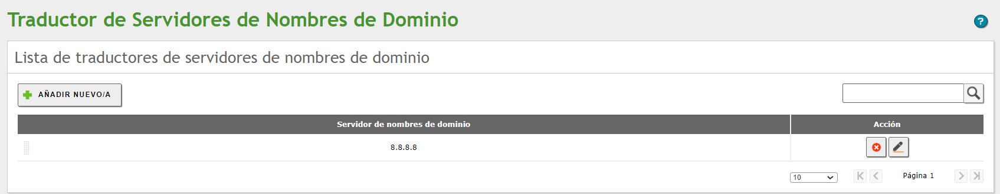 Traductor de Servidores de Nombres de Dominio
?
Lista de traductores de servidores de nombres de dominio
AÑADIR NUEVO/A
Servidor de nombres de dominio Acción
8.8.8.8
10 Página 1